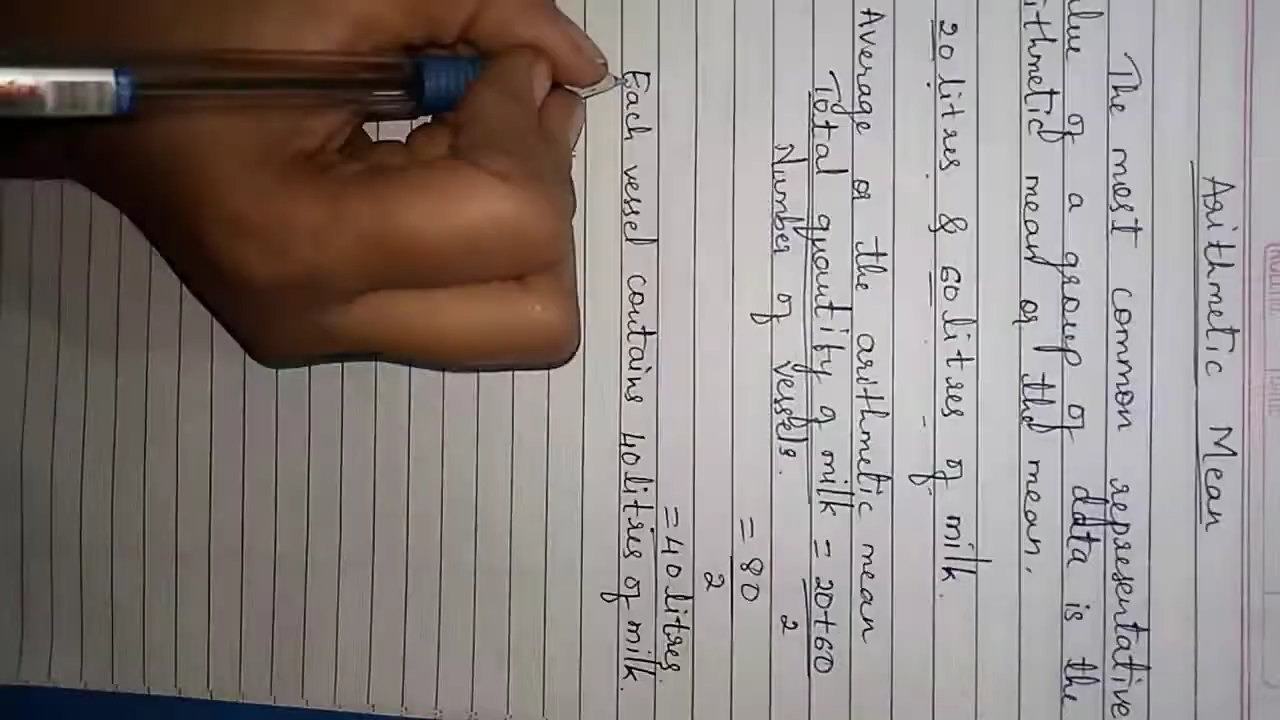 Arithmetic Mean
The most common representative
alue of a group of data is the
ithmetic mean or the mean.
20 litres & 60 litres of milk.
Average or the arithmetic mean
Total quantity of milk = 20+60
Number of vessels. 2
= 80
2
= 40 litres.
Each vessel contains 40 litres of milk.